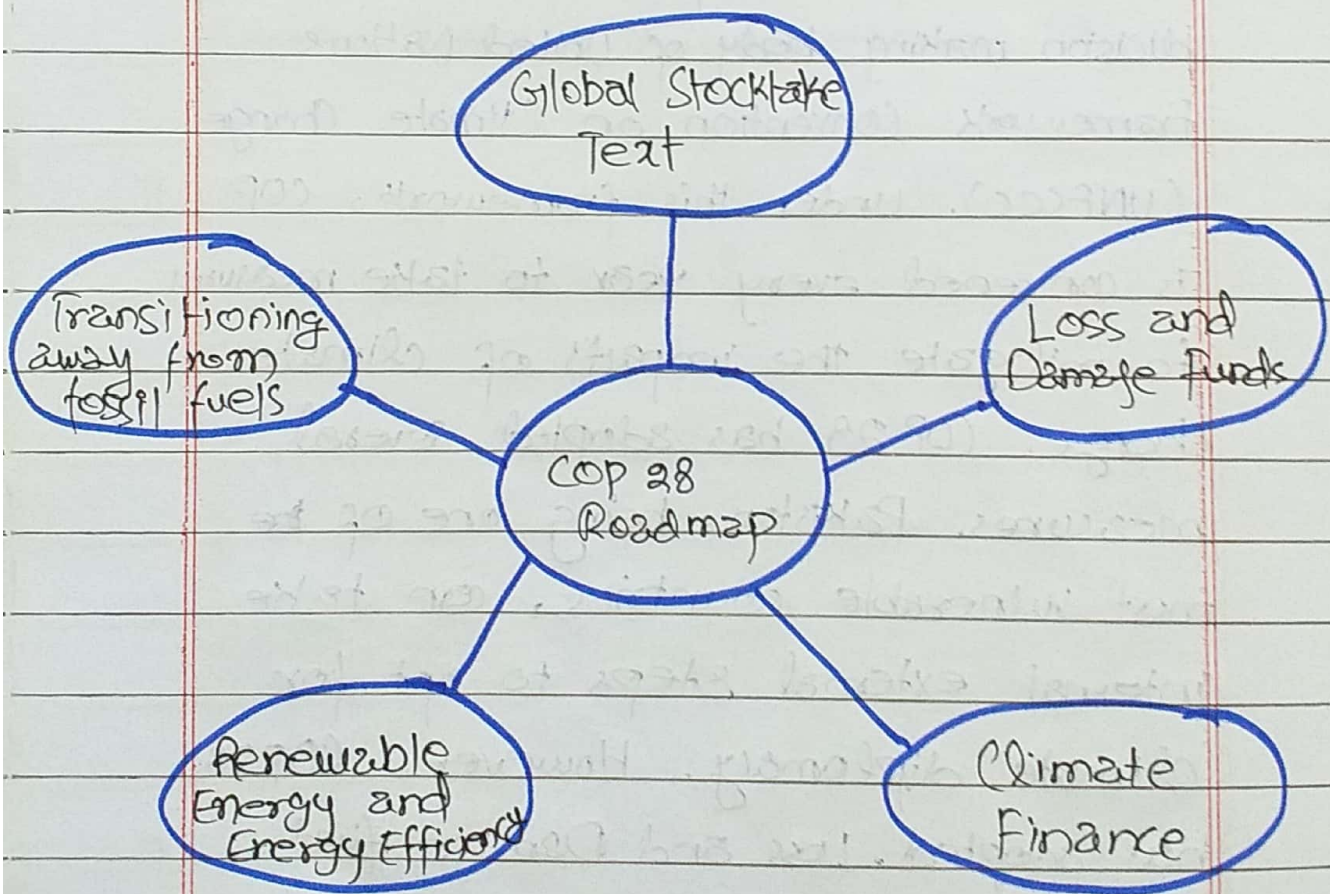 Global Stocktake
Text
Transitioning
away from
fossil fuels
Loss and
Damage Funds
COP 28
Roadmap
Renewable
Energy and
Energy Efficiency
Climate
Finance